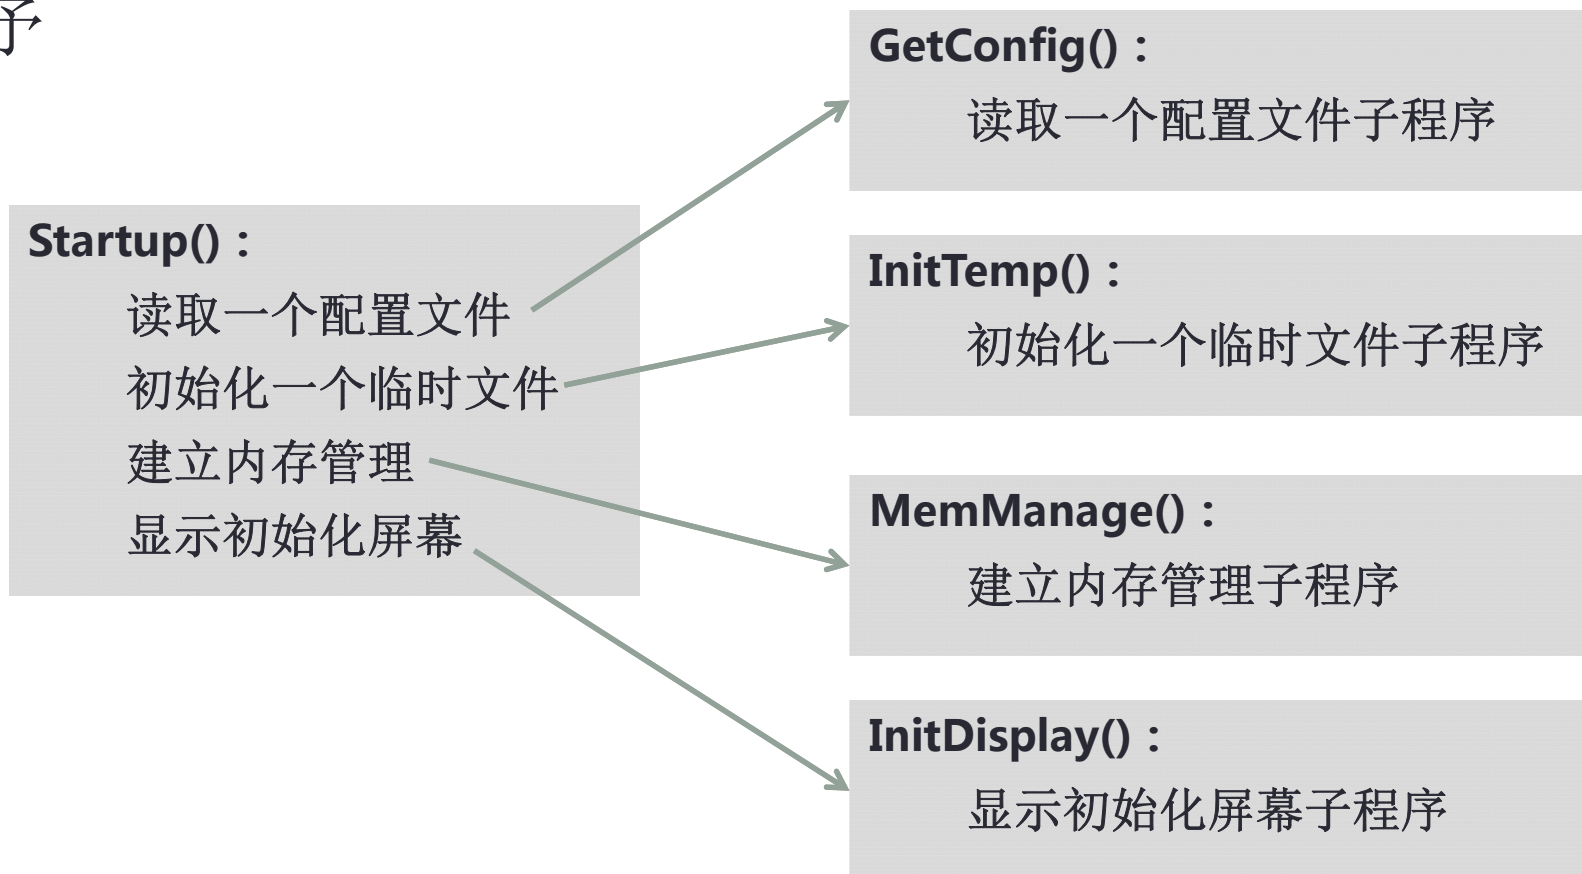 序
Startup()：
读取一个配置文件
初始化一个临时文件
建立内存管理
显示初始化屏幕
GetConfig()：
读取一个配置文件子程序
InitTemp()：
初始化一个临时文件子程序
MemManage()：
建立内存管理子程序
InitDisplay()：
显示初始化屏幕子程序